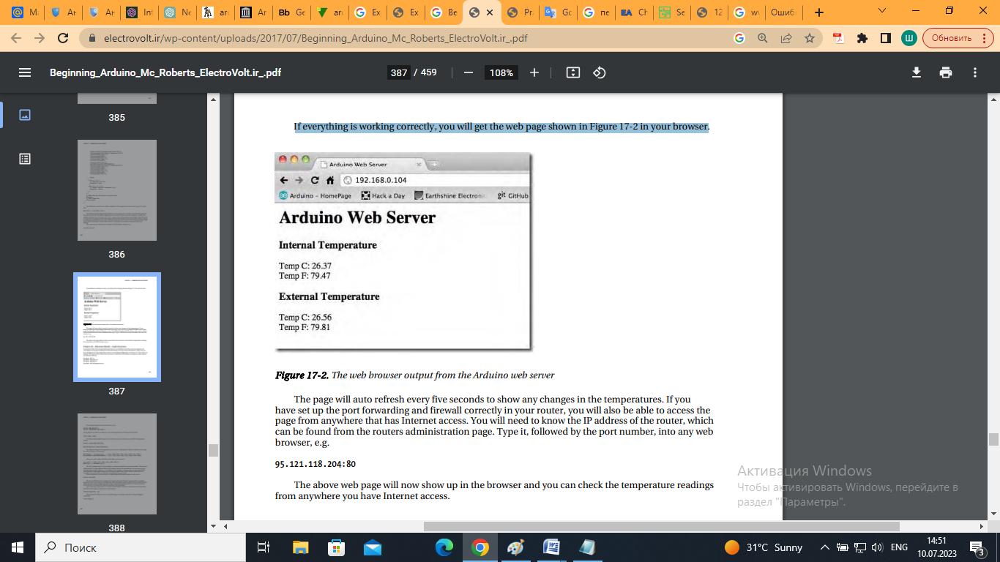 Ма
Ан
Ан
Int
Ne
arc
Ar
Bb Ge
arc
Ex
Ex
Be
Pr
Go
пе
EA Ch
Se
12
w
Ошиб
electrovolt.ir/wp-content/uploads/2017/07/Beginning_Arduino_Mc_Roberts_ElectroVolt.ir_.pdf
Ш
Обновить
Beginning_Arduino_Mc_Roberts_ElectroVolt.ir_.pdf
387 / 459
108%
385
386
387
388
If everything is working correctly, you will get the web page shown in Figure 17-2 in your browser.
Arduino Web Server
192.168.0.104
Arduino - HomePage
Hack a Day
Earthshine Electron
git GitHub
Arduino Web Server
Internal Temperature
Temp C: 26.37
Temp F: 79.47
External Temperature
Temp C: 26.56
Temp F: 79.81
Figure 17-2. The web browser output from the Arduino web server
The page will auto refresh every five seconds to show any changes in the temperatures. If you
have set up the port forwarding and firewall correctly in your router, you will also be able to access the
page from anywhere that has Internet access. You will need to know the IP address of the router, which
can be found from the routers administration page. Type it, followed by the port number, into any web
browser, e.g.
95.121.118.204:80
The above web page will now show up in the browser and you can check the temperature readings
from anywhere you have Internet access.
Активация Windows
Чтобы активировать Windows, перейдите в
раздел "Параметры".
Поиск
31°C Sunny
ENG
14:51
10.07.2023
3